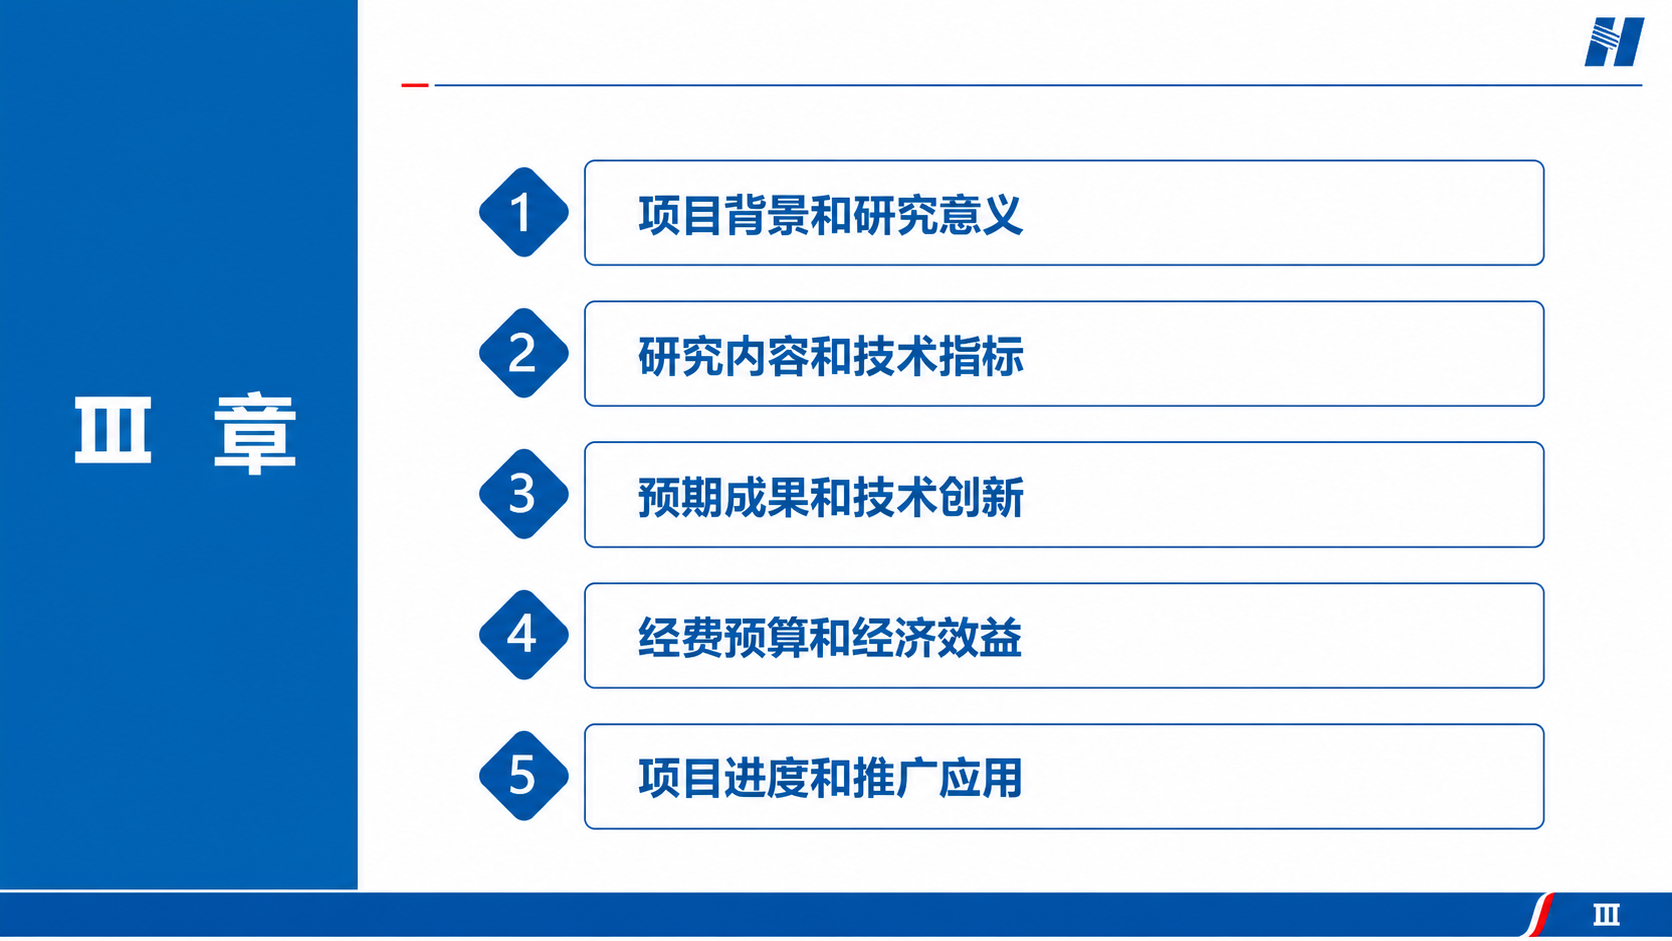 Ⅲ 章
1 项目背景和研究意义
2 研究内容和技术指标
3 预期成果和技术创新
4 经费预算和经济效益
5 项目进度和推广应用
Ⅲ